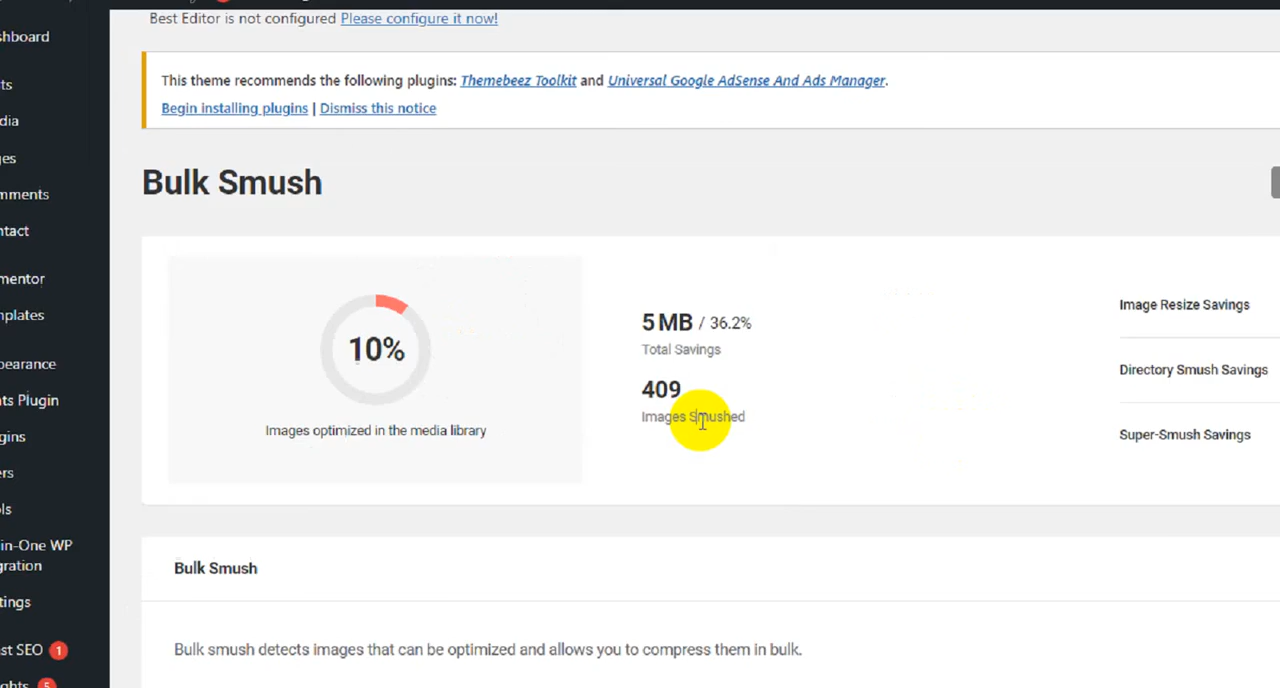 Best Editor is not configured Please configure it now!
shboard
This theme recommends the following plugins: Themebeez Toolkit and Universal Google AdSense And Ads Manager.
Begin installing plugins | Dismiss this notice
ts
dia
ges
mments
ntact
mentor
mplates
pearance
ts Plugin
gins
ers
ols
-in-One WP
gration
ttings
st SEO 1
ghts 5
Bulk Smush
10%
Images optimized in the media library
5 MB / 36.2%
Total Savings
409
Images Smushed
Image Resize Savings
Directory Smush Savings
Super-Smush Savings
Bulk Smush
Bulk smush detects images that can be optimized and allows you to compress them in bulk.